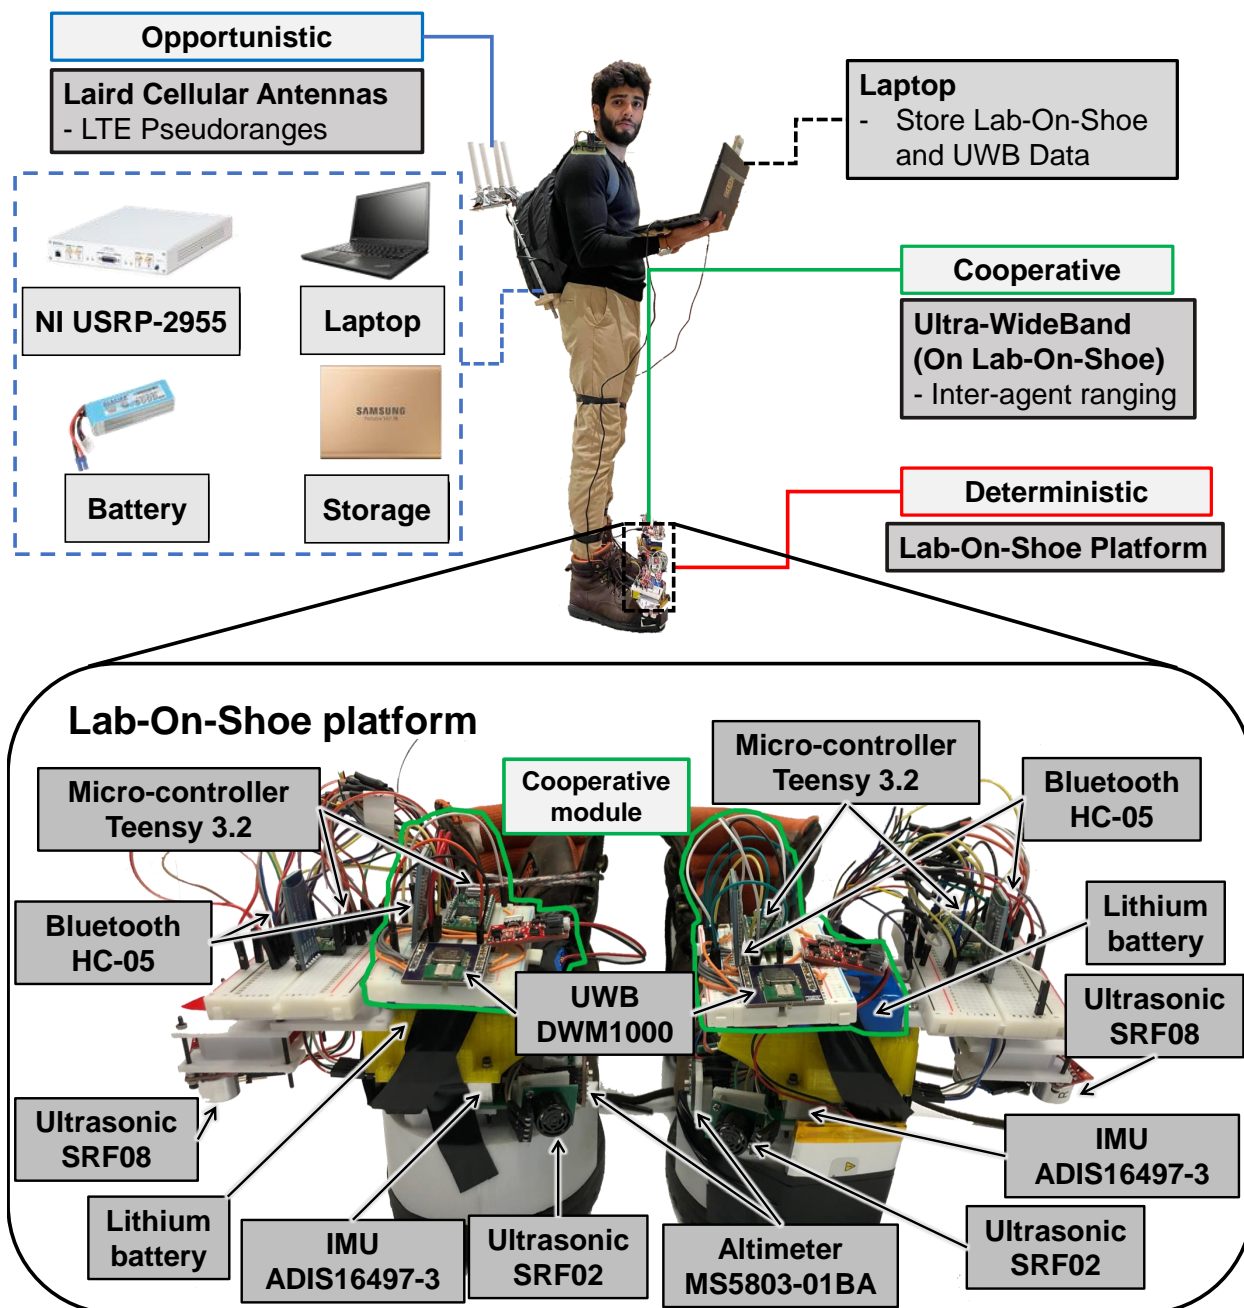 Opportunistic
Laird Cellular Antennas
- LTE Pseudoranges
Laptop
- Store Lab-On-Shoe
and UWB Data
NI USRP-2955
Laptop
SAMSUNG
Battery
Storage
Cooperative
Ultra-WideBand
(On Lab-On-Shoe)
- Inter-agent ranging
Deterministic
Lab-On-Shoe Platform
Lab-On-Shoe platform
Micro-controller
Teensy 3.2
Cooperative
module
Micro-controller
Teensy 3.2
Bluetooth
HC-05
Bluetooth
HC-05
Lithium
battery
UWB
DWM1000
Ultrasonic
SRF08
Ultrasonic
SRF08
IMU
ADIS16497-3
Lithium
battery
IMU
ADIS16497-3
Ultrasonic
SRF02
Altimeter
MS5803-01BA
Ultrasonic
SRF02